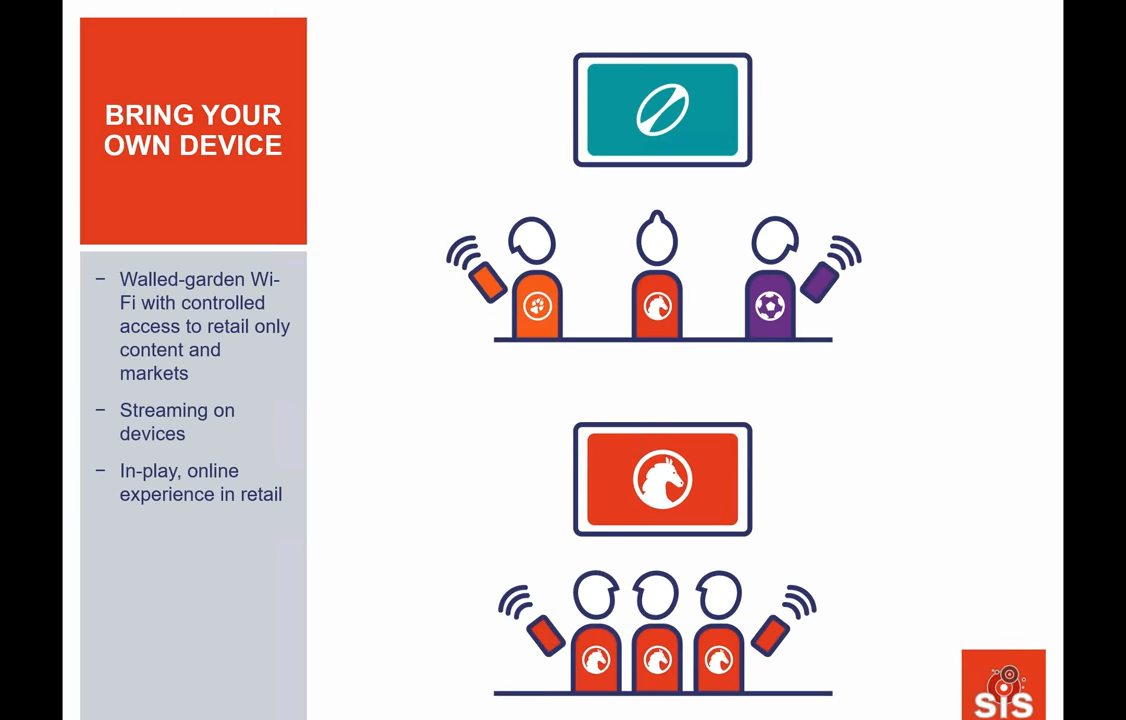 BRING YOUR
OWN DEVICE
– Walled-garden Wi-
Fi with controlled
access to retail only
content and
markets
– Streaming on
devices
– In-play, online
experience in retail
SIS